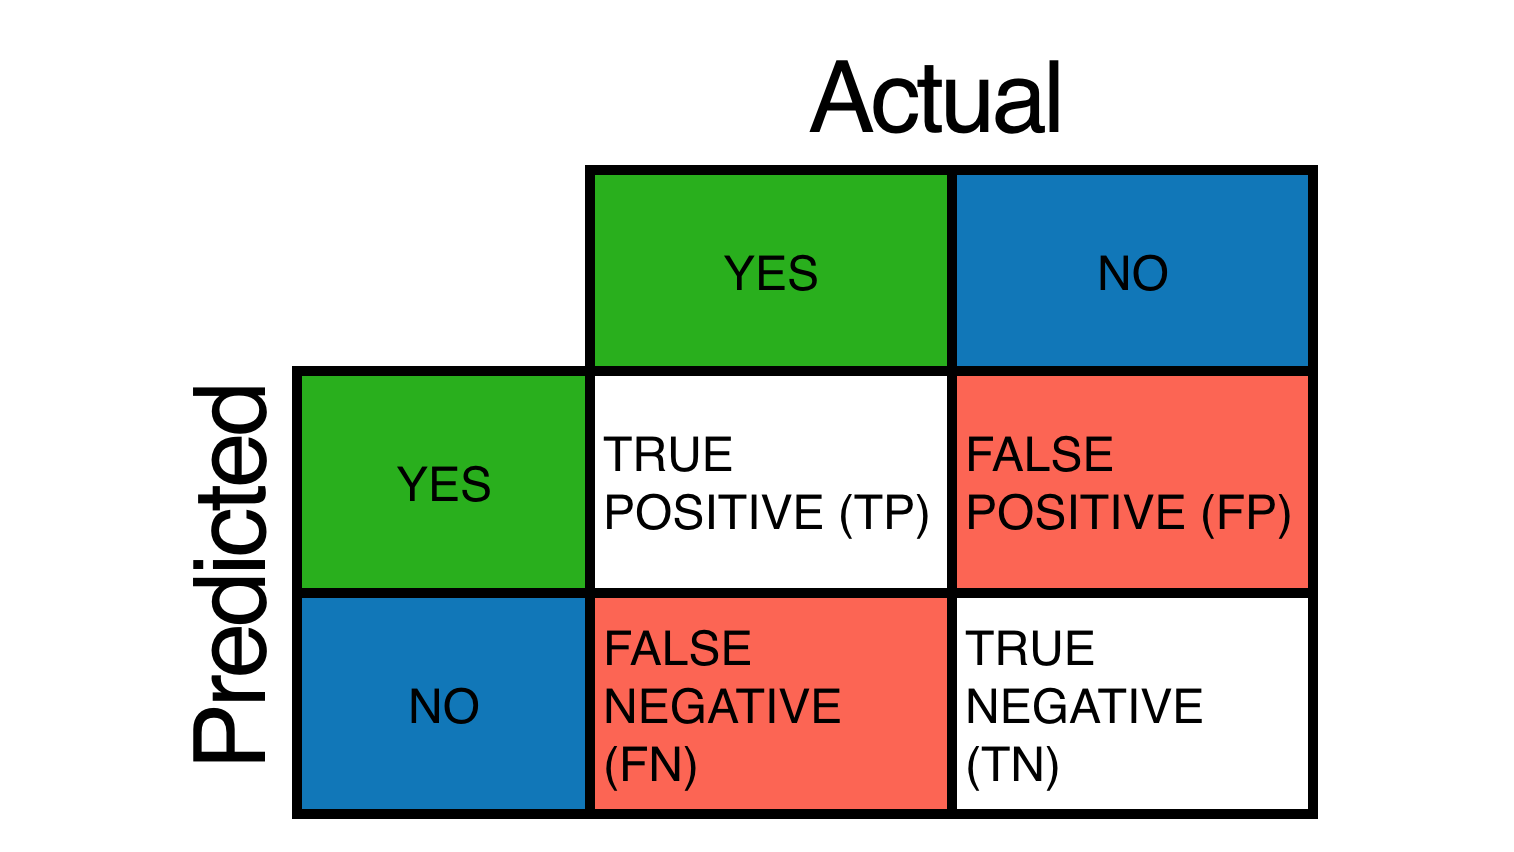 Actual
YES
NO
Predicted
YES
TRUE
POSITIVE (TP)
FALSE
POSITIVE (FP)
NO
FALSE
NEGATIVE
(FN)
TRUE
NEGATIVE
(TN)